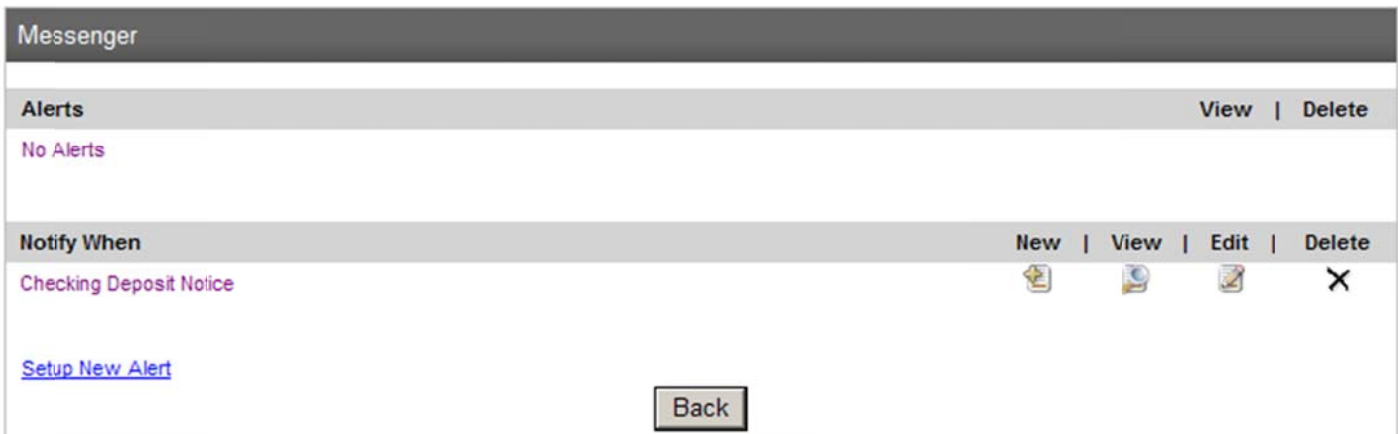 Messenger
Alerts View | Delete
No Alerts
Notify When New | View | Edit | Delete
Checking Deposit Notice
Setup New Alert
Back